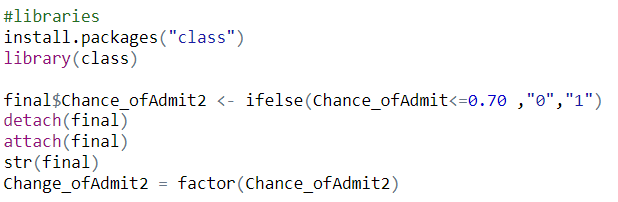 #libraries
install.packages("class")
library(class)
final$Chance_ofAdmit2 <- ifelse(Chance_ofAdmit<=0.70 ,"0","1")
detach(final)
attach(final)
str(final)
Change_ofAdmit2 = factor(Chance_ofAdmit2)